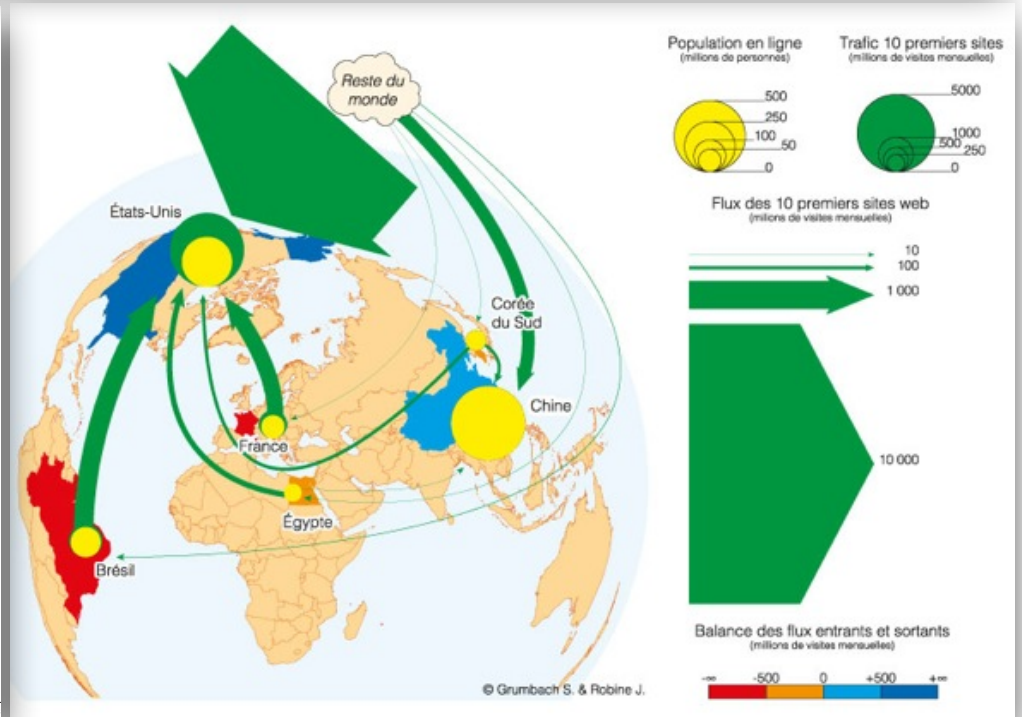 Reste du
monde
États-Unis
Corée
du Sud
Chine
France
Égypte
Brésil
© Grumbach S. & Robine J.
Population en ligne
(millions de personnes)
500
250
100
50
0
Trafic 10 premiers sites
(millions de visites mensuelles)
5000
1000
500
250
0
Flux des 10 premiers sites web
(milions de visites mensuelles)
10
100
1 000
10 000
Balance des flux entrants et sortants
(millions de visites mensuelles)
-∞ -500 0 +500 +∞